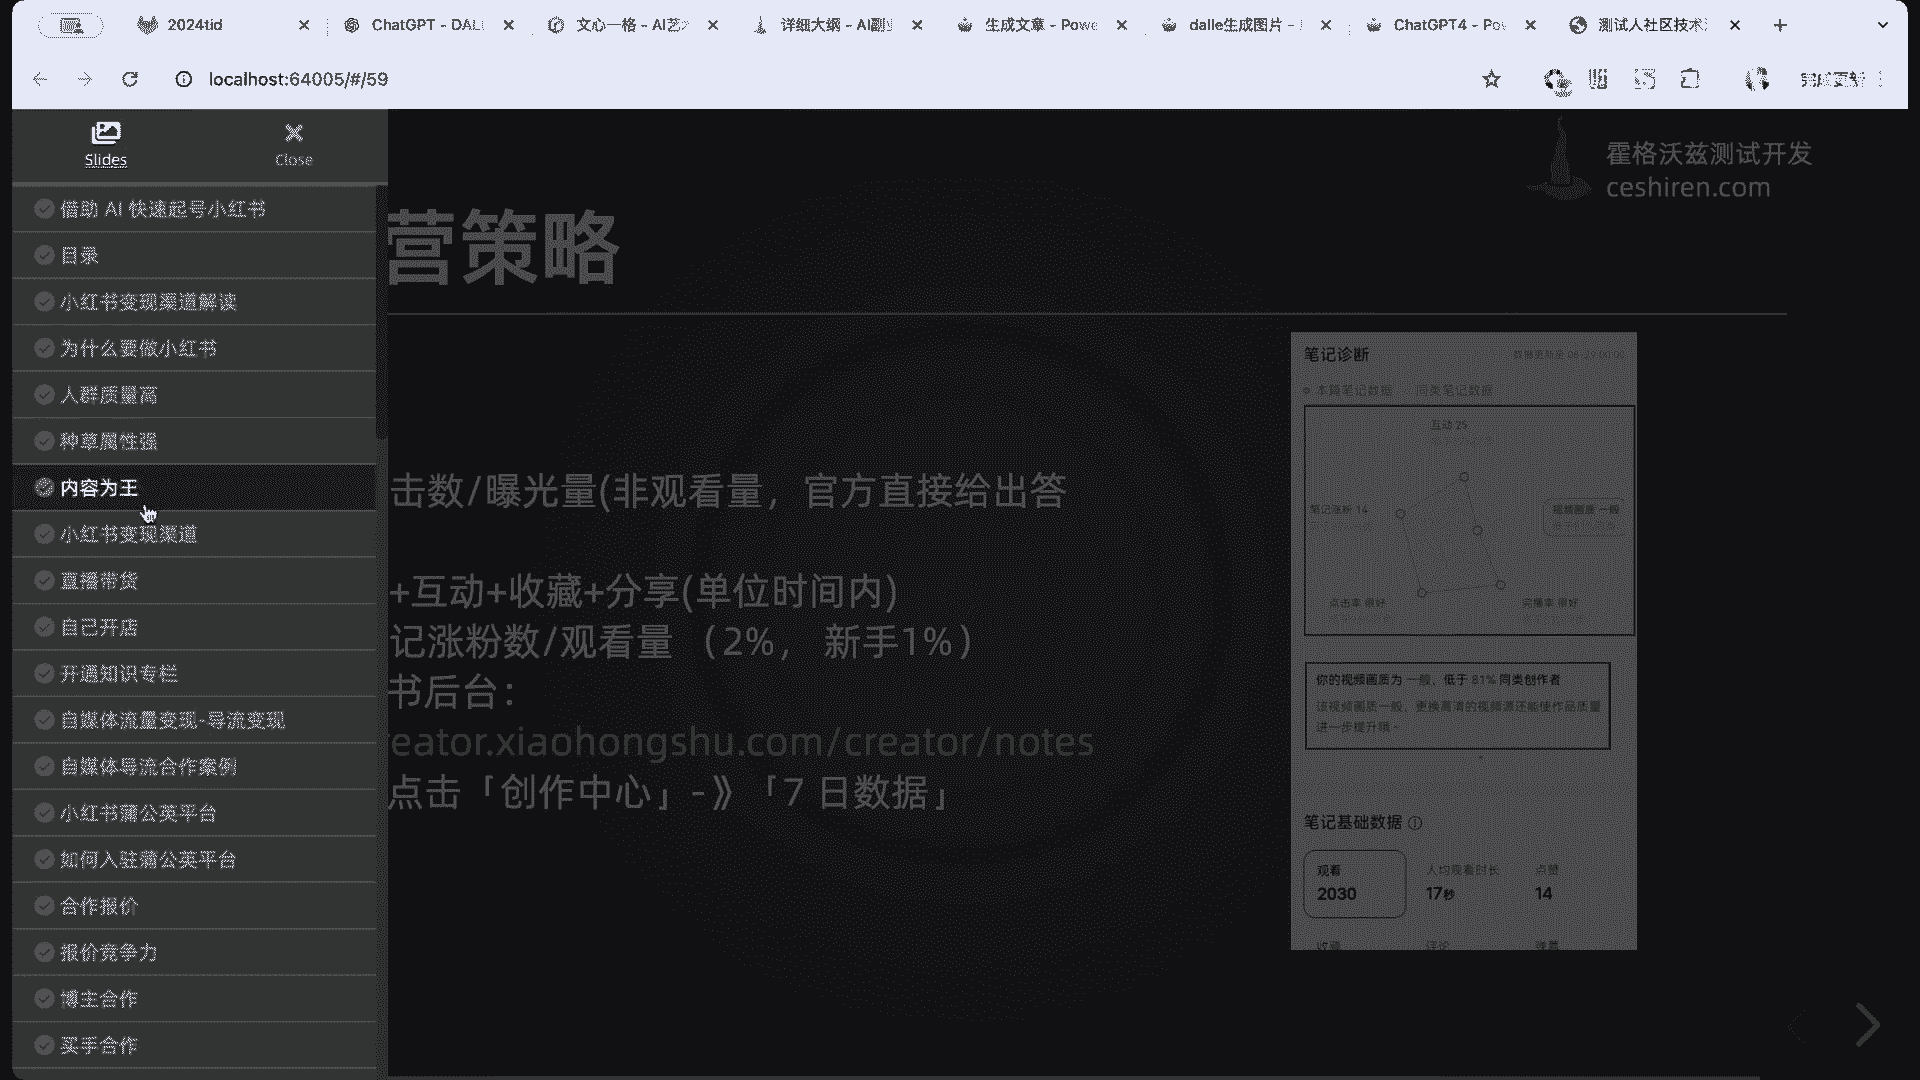 2024tid
ChatGPT - DALL
文心一格 - AI艺
详细大纲 - AI副
生成文章 - Powe
dalle生成图片 -
ChatGPT4 - Pov
测试人社区技术
localhost:64005/#/59
完成更新
Slides
Close
借助 AI 快速起号小红书
目录
小红书变现渠道解读
为什么要做小红书
人群质量高
种草属性强
内容为王
小红书变现渠道
直播带货
自己开店
开通知识专栏
自媒体流量变现-导流变现
自媒体导流合作案例
小红书蒲公英平台
如何入驻蒲公英平台
合作报价
报价竞争力
博主合作
买手合作
霍格沃兹测试开发
ceshiren.com
营策略
击数/曝光量(非观看量，官方直接给出答
+互动+收藏+分享(单位时间内)
记涨粉数/观看量 （2%， 新手1%）
书后台：
reator.xiaohongshu.com/creator/notes
点击「创作中心」-》「7 日数据」
笔记诊断
数据更新至 08-29 00:00
本篇笔记数据 同类笔记数据
互动 25
笔记涨粉 14
视频画质 一般
点击率 很好
完播率 很好
你的视频画质为 一般，低于 81% 同类创作者
该视频画质一般，更换高清的视频源还能使作品质量
进一步提升哦~
笔记基础数据
观看 人均观看时长 点赞
2030 17秒 14
收藏 评论 弹幕